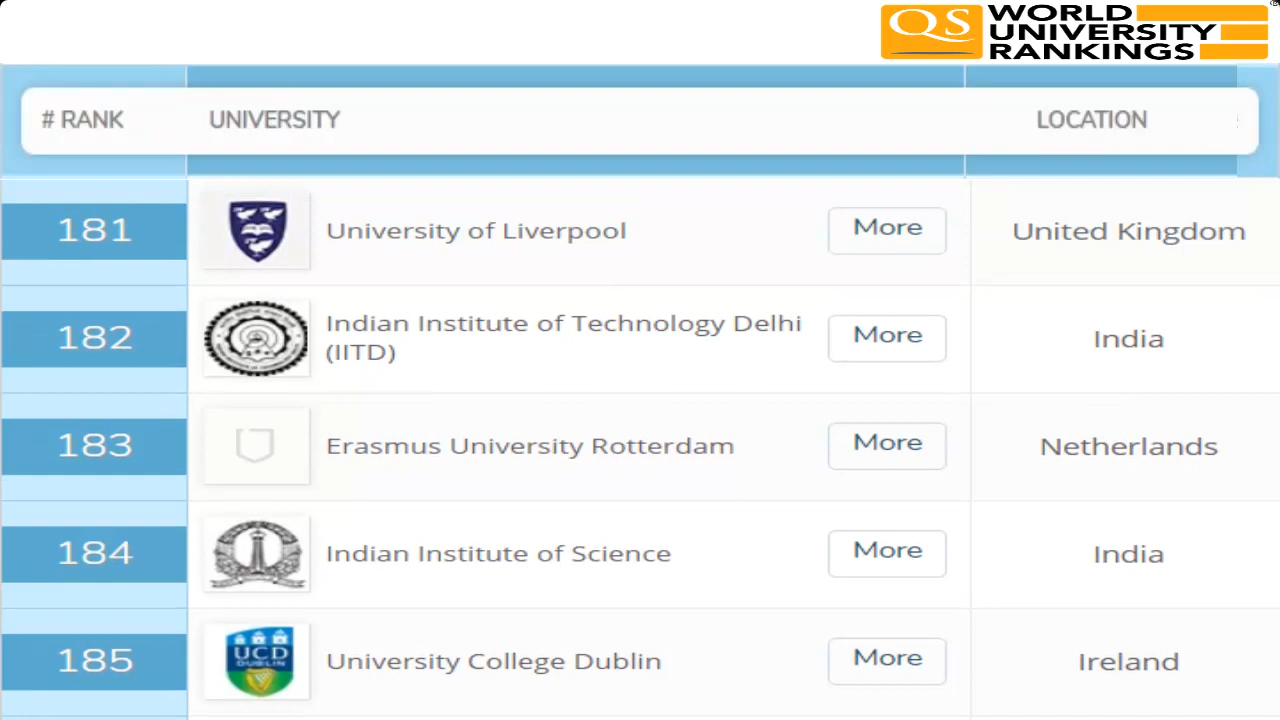 QS WORLD
UNIVERSITY
RANKINGS
# RANK UNIVERSITY LOCATION
181 University of Liverpool More United Kingdom
182 Indian Institute of Technology Delhi
(IITD) More India
183 Erasmus University Rotterdam More Netherlands
184 Indian Institute of Science More India
185 UCD
DUBLIN University College Dublin More Ireland